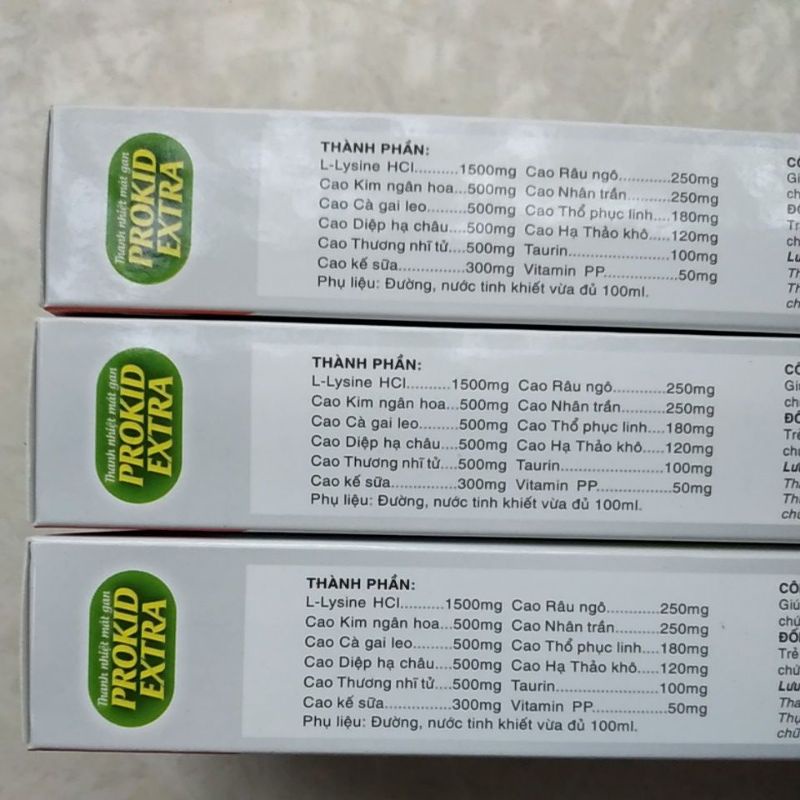 Thanh nhiệt mát gan
PROKID
EXTRA
THÀNH PHẦN:
L-Lysine HCl..........1500mg Cao Râu ngô............250mg
Cao Kim ngân hoa...500mg Cao Nhân trần..........250mg
Cao Cà gai leo.........500mg Cao Thổ phục linh....180mg
Cao Diệp hạ châu....500mg Cao Hạ Thảo khô.....120mg
Cao Thương nhĩ tử...500mg Taurin.......................100mg
Cao kế sữa...............300mg Vitamin PP.................50mg
Phụ liệu: Đường, nước tinh khiết vừa đủ 100ml.
Thanh nhiệt mát gan
PROKID
EXTRA
THÀNH PHẦN:
L-Lysine HCl..........1500mg Cao Râu ngô............250mg
Cao Kim ngân hoa...500mg Cao Nhân trần..........250mg
Cao Cà gai leo.........500mg Cao Thổ phục linh....180mg
Cao Diệp hạ châu....500mg Cao Hạ Thảo khô.....120mg
Cao Thương nhĩ tử...500mg Taurin.......................100mg
Cao kế sữa...............300mg Vitamin PP.................50mg
Phụ liệu: Đường, nước tinh khiết vừa đủ 100ml.
Thanh nhiệt mát gan
PROKID
EXTRA
THÀNH PHẦN:
L-Lysine HCl..........1500mg Cao Râu ngô............250mg
Cao Kim ngân hoa...500mg Cao Nhân trần..........250mg
Cao Cà gai leo.........500mg Cao Thổ phục linh....180mg
Cao Diệp hạ châu....500mg Cao Hạ Thảo khô.....120mg
Cao Thương nhĩ tử...500mg Taurin.......................100mg
Cao kế sữa...............300mg Vitamin PP.................50mg
Phụ liệu: Đường, nước tinh khiết vừa đủ 100ml.